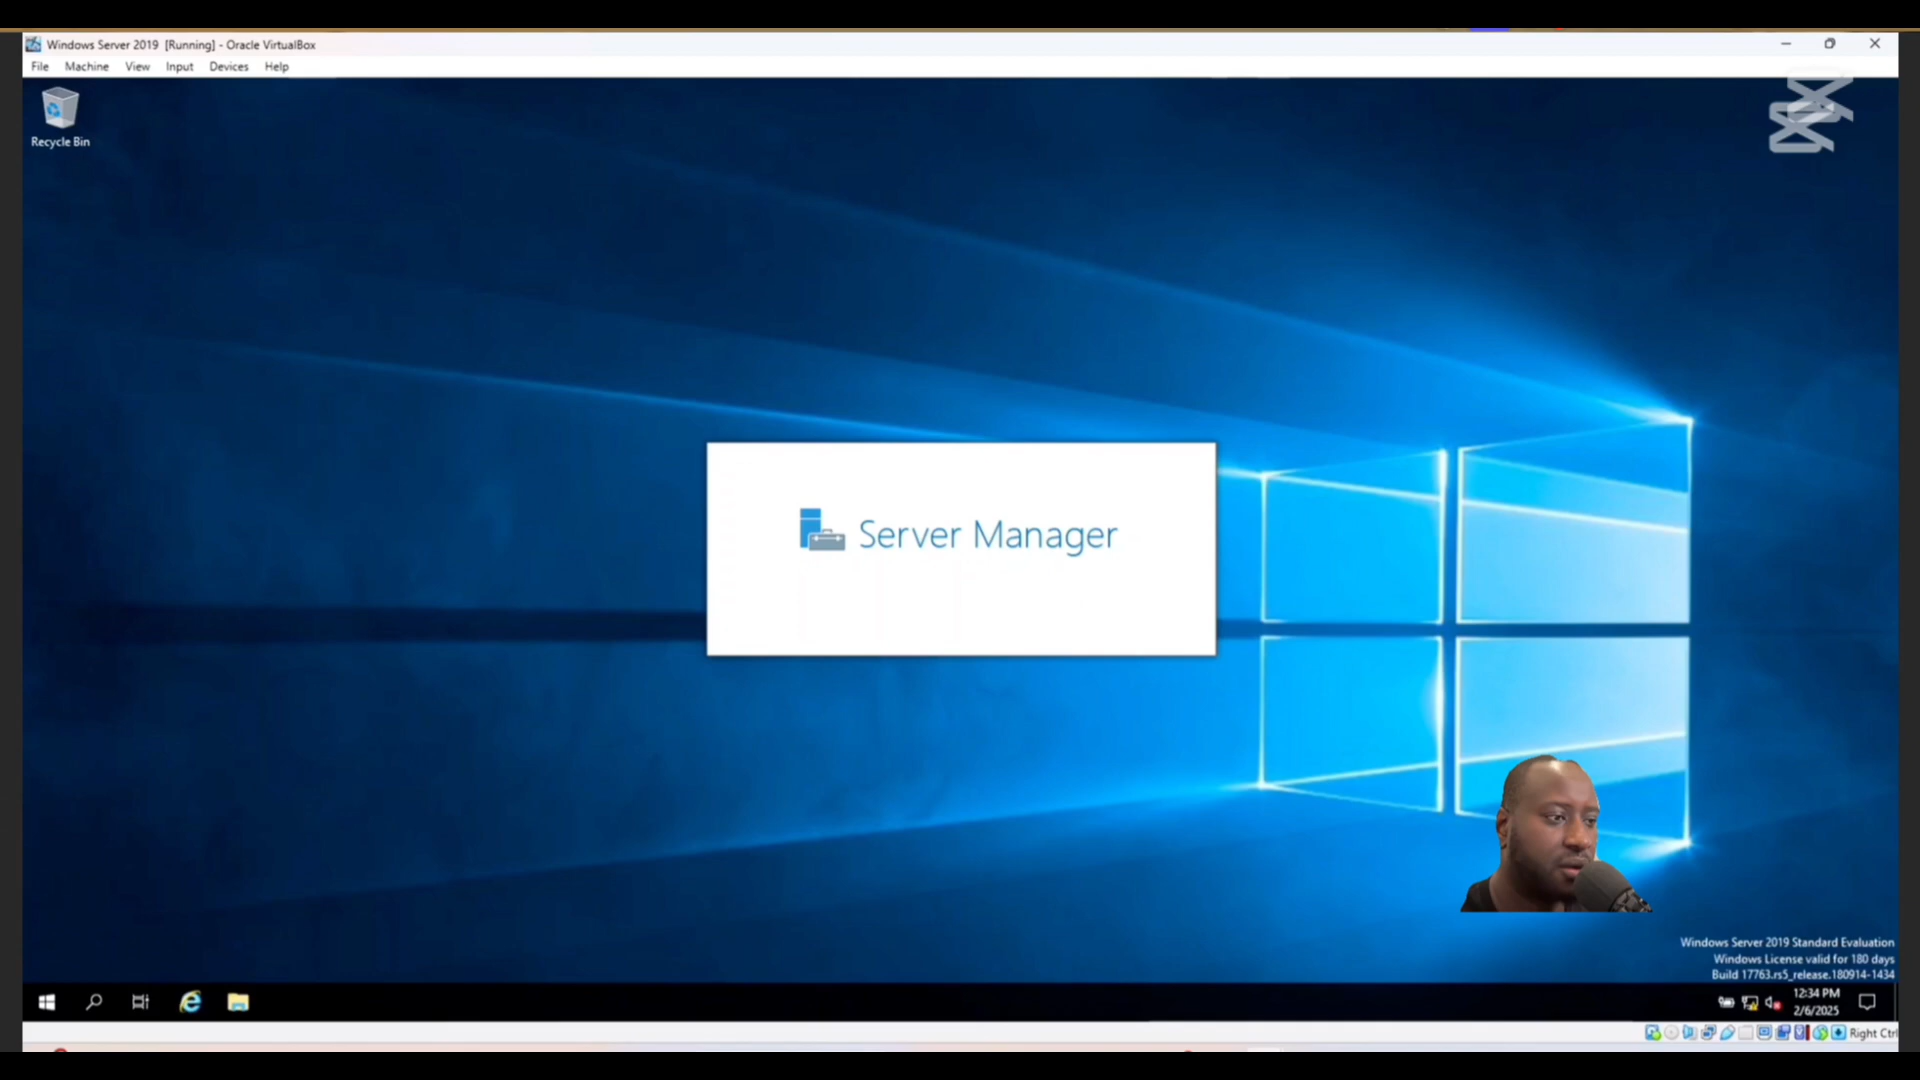 Windows Server 2019 [Running] - Oracle VirtualBox
File Machine View Input Devices Help
Recycle Bin
Server Manager
Windows Server 2019 Standard Evaluation
Windows License valid for 180 days
Build 17763.rs5_release.180914-1434
12:34 PM
2/6/2025
Right Ctrl